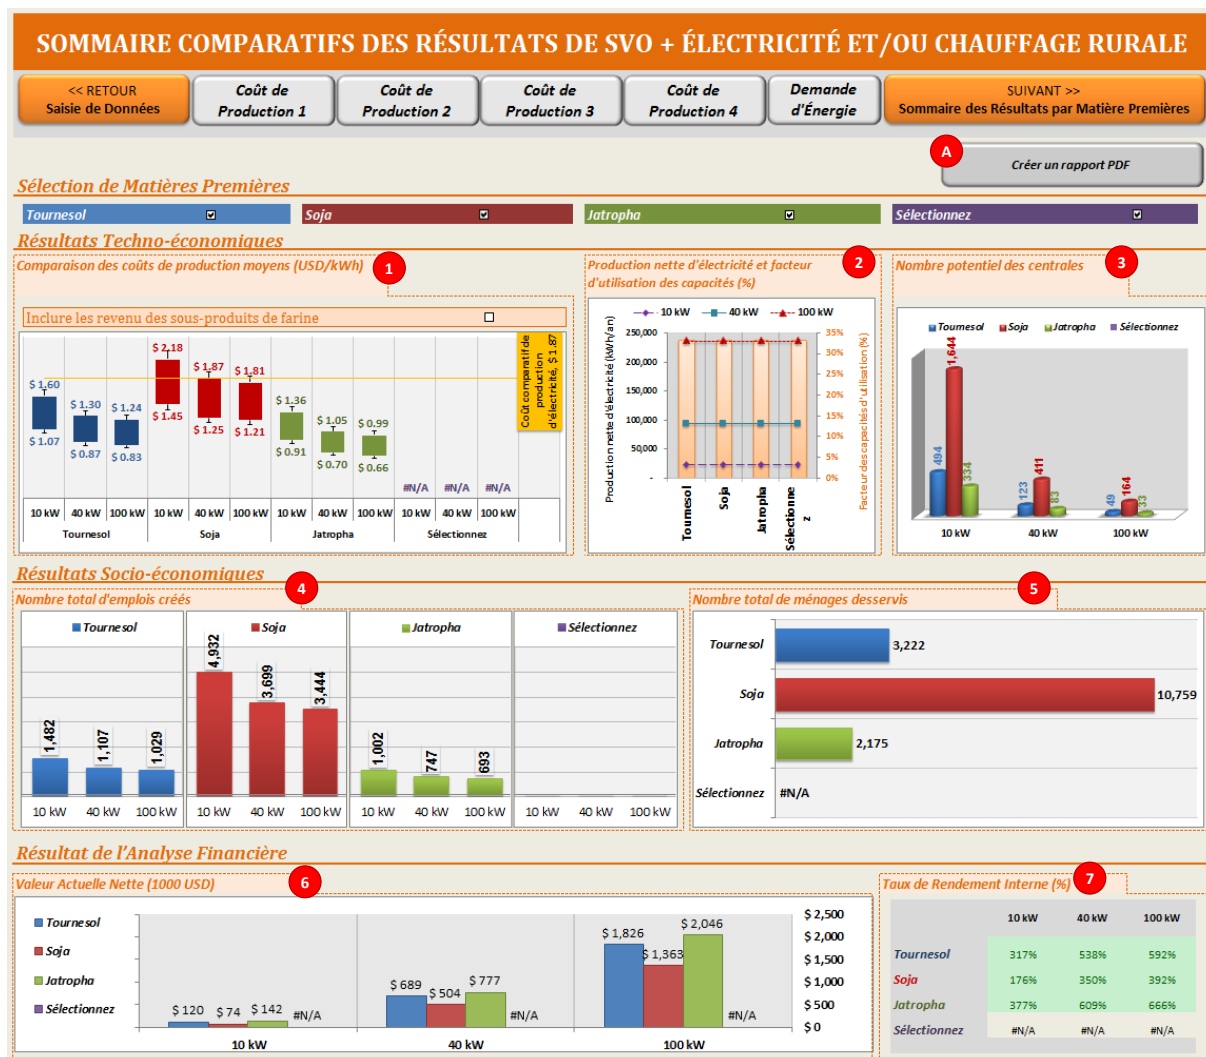 SOMMAIRE COMPARATIFS DES RÉSULTATS DE SVO + ÉLECTRICITÉ ET/OU CHAUFFAGE RURALE
<< RETOUR
Saisie de Données
Coût de
Production 1
Coût de
Production 2
Coût de
Production 3
Coût de
Production 4
Demande
d'Énergie
SUIVANT >>
Sommaire des Résultats par Matière Premières
A
Créer un rapport PDF
Sélection de Matières Premières
Tournesol
Soja
Jatropha
Sélectionnez
Résultats Techno-économiques
Comparaison des coûts de production moyens (USD/kWh)
1
Inclure les revenu des sous-produits de farine
$ 1.60
$ 1.07
$ 1.30
$ 0.87
$ 1.24
$ 0.83
$ 2.18
$ 1.45
$ 1.87
$ 1.25
$ 1.81
$ 1.21
$ 1.36
$ 0.91
$ 1.05
$ 0.70
$ 0.99
$ 0.66
#N/A #N/A #N/A
Coût comparatif de
production
d'électricité, $ 1.87
10 kW 40 kW 100 kW 10 kW 40 kW 100 kW 10 kW 40 kW 100 kW 10 kW 40 kW 100 kW
Tournesol Soja Jatropha Sélectionnez
Production nette d'électricité et facteur
d'utilisation des capacités (%)
2
10 kW 40 kW 100 kW
Production nette d'électricité (kWh/an)
250,000
200,000
150,000
100,000
50,000
-
35%
30%
25%
20%
15%
10%
5%
0%
Facteur des capacités d'utilisation (%)
Tournesol
Soja
Jatropha
Sélectionne
z
Nombre potentiel des centrales
3
Tournesol Soja Jatropha Sélectionnez
494
1,644
334
123
411
83
49
164
33
10 kW 40 kW 100 kW
Résultats Socio-économiques
Nombre total d'emplois créés
4
Tournesol
1,482
1,107
1,029
10 kW 40 kW 100 kW
Soja
4,932
3,699
3,444
10 kW 40 kW 100 kW
Jatropha
1,002
747
693
10 kW 40 kW 100 kW
Sélectionnez
10 kW 40 kW 100 kW
Nombre total de ménages desservis
5
Tournesol 3,222
Soja 10,759
Jatropha 2,175
Sélectionnez #N/A
Résultat de l'Analyse Financière
Valeur Actuelle Nette (1000 USD)
6
Tournesol
Soja
Jatropha
Sélectionnez
$ 120 $ 74 $ 142 #N/A
$ 689 $ 504 $ 777 #N/A
$ 1,826 $ 1,363 $ 2,046 #N/A
$ 2,500
$ 2,000
$ 1,500
$ 1,000
$ 500
$ 0
10 kW 40 kW 100 kW
Taux de Rendement Interne (%)
7
10 kW 40 kW 100 kW
Tournesol 317% 538% 592%
Soja 176% 350% 392%
Jatropha 377% 609% 666%
Sélectionnez #N/A #N/A #N/A